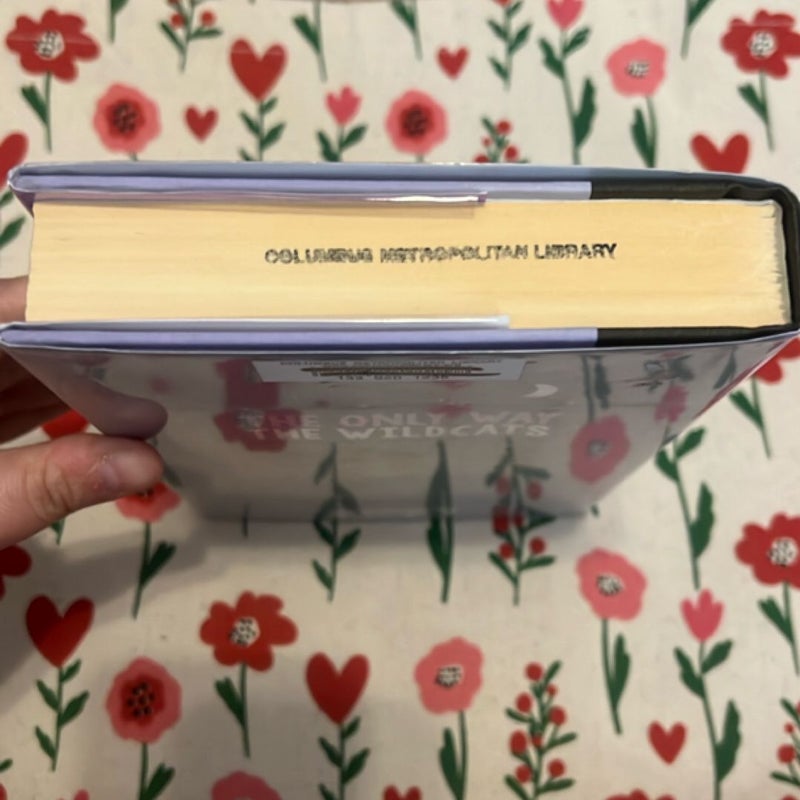 COLUMBUS METROPOLITAN LIBRARY
THE ONLY WAY
THE WILDCATS